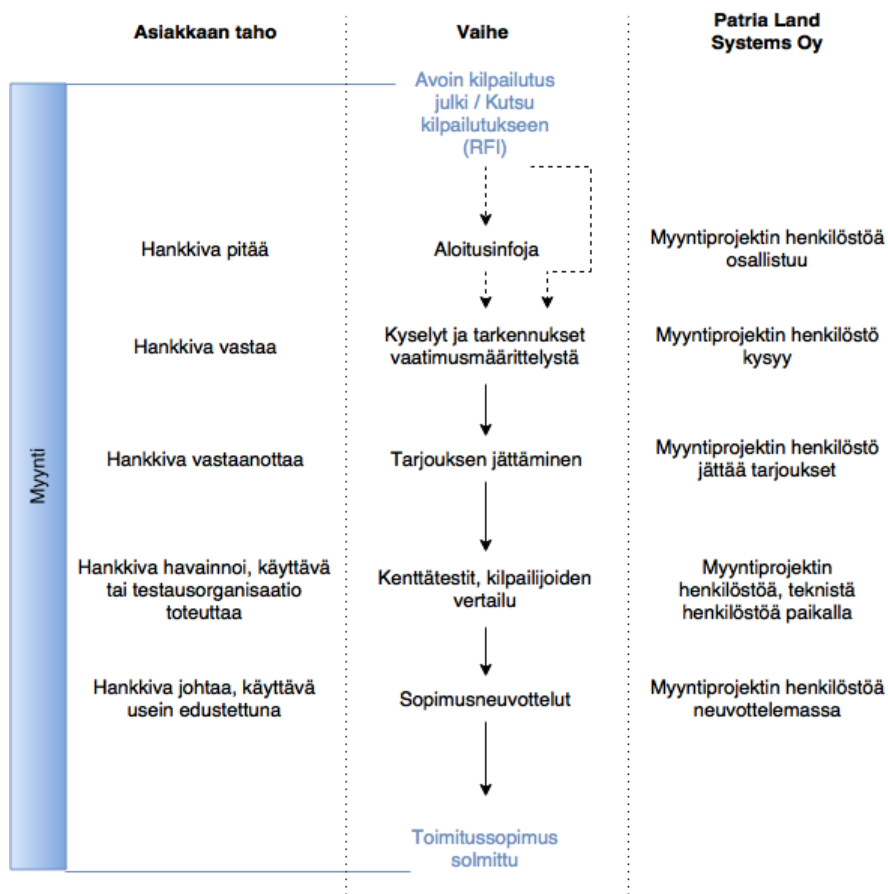 Asiakkaan taho
Vaihe
Patria Land
Systems Oy
Avoin kilpailutus
julki / Kutsu
kilpailutukseen
(RFI)
Hankkiva pitää
Aloitusinfoja
Myyntiprojektin henkilöstöä
osallistuu
Hankkiva vastaa
Kyselyt ja tarkennukset
vaatimusmäärittelystä
Myyntiprojektin henkilöstö
kysyy
Myynti
Hankkiva vastaanottaa
Tarjouksen jättäminen
Myyntiprojektin henkilöstö
jättää tarjoukset
Hankkiva havainnoi, käyttävä
tai testausorganisaatio
toteuttaa
Kenttätestit, kilpailijoiden
vertailu
Myyntiprojektin
henkilöstöä, teknistä
henkilöstöä paikalla
Hankkiva johtaa, käyttävä
usein edustettuna
Sopimusneuvottelut
Myyntiprojektin henkilöstöä
neuvottelemassa
Toimitussopimus
solmittu